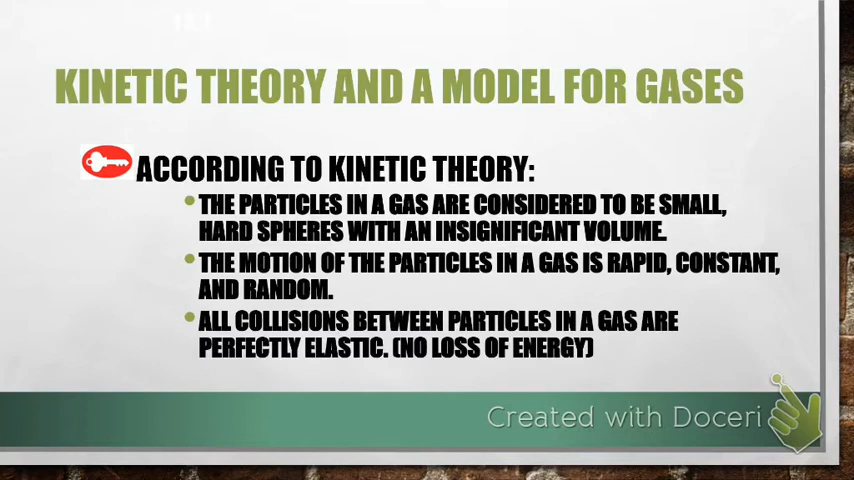 KINETIC THEORY AND A MODEL FOR GASES
ACCORDING TO KINETIC THEORY:
• THE PARTICLES IN A GAS ARE CONSIDERED TO BE SMALL,
HARD SPHERES WITH AN INSIGNIFICANT VOLUME.
• THE MOTION OF THE PARTICLES IN A GAS IS RAPID, CONSTANT,
AND RANDOM.
• ALL COLLISIONS BETWEEN PARTICLES IN A GAS ARE
PERFECTLY ELASTIC. (NO LOSS OF ENERGY)
Created with Doceri